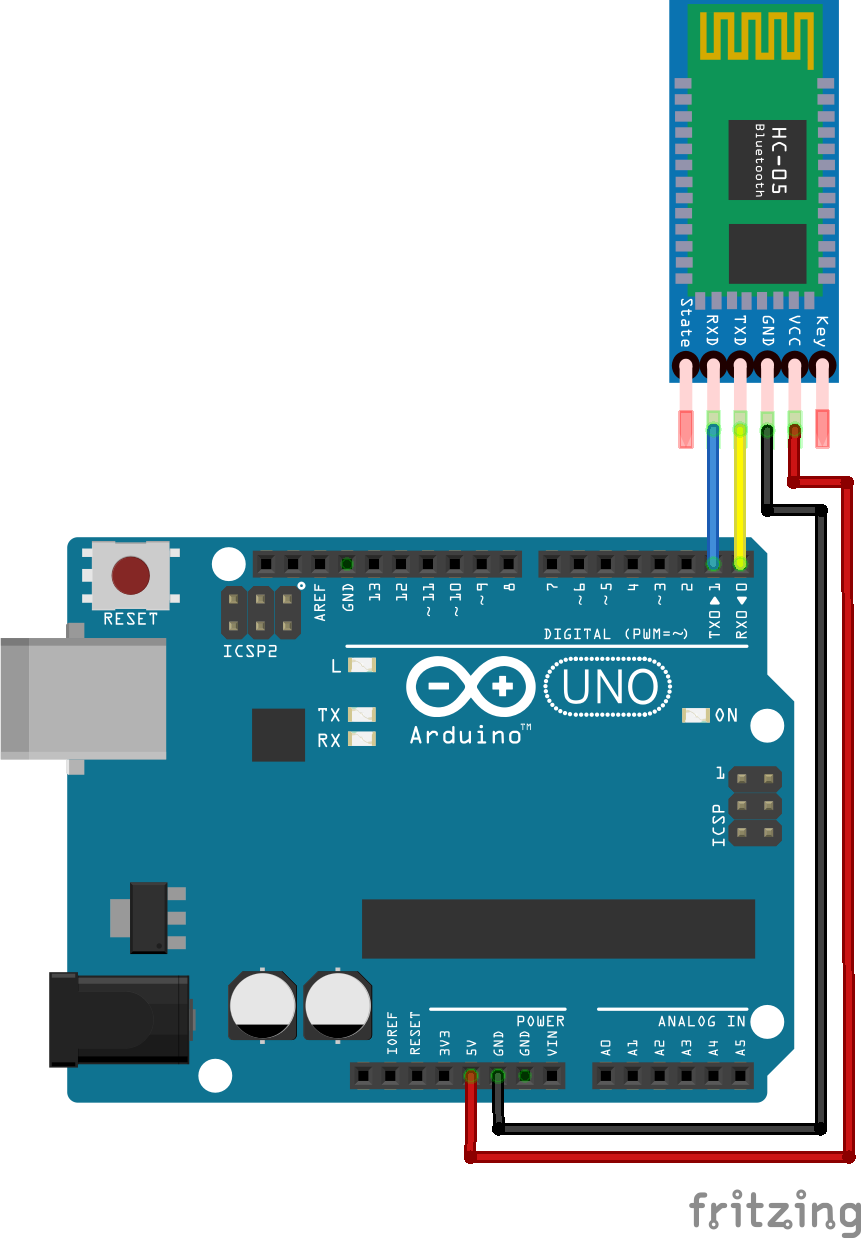 HC-05
Bluetooth
State
RXD
TXD
GND
VCC
Key
RESET
ICSP2
AREF
GND
13
12
~11
~10
~9
8
7
~6
~5
4
~3
2
TX0▶1
RX0◀0
DIGITAL (PWM=~)
L
TX
RX
Arduino™
UNO
ON
1
ICSP
POWER
ANALOG IN
IOREF
RESET
3V3
5V
GND
GND
VIN
A0
A1
A2
A3
A4
A5
fritzing